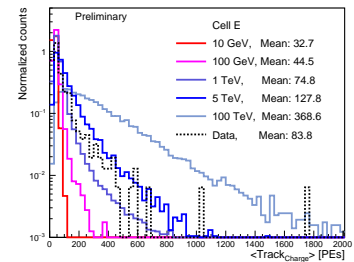 Preliminary
Cell E
10 GeV, Mean: 32.7
100 GeV, Mean: 44.5
1 TeV, Mean: 74.8
5 TeV, Mean: 127.8
100 TeV, Mean: 368.6
Data, Mean: 83.8
Normalized counts
1
10⁻¹
10⁻²
10⁻³
0 200 400 600 800 1000 1200 1400 1600 1800 2000
<Track_Charge> [PEs]